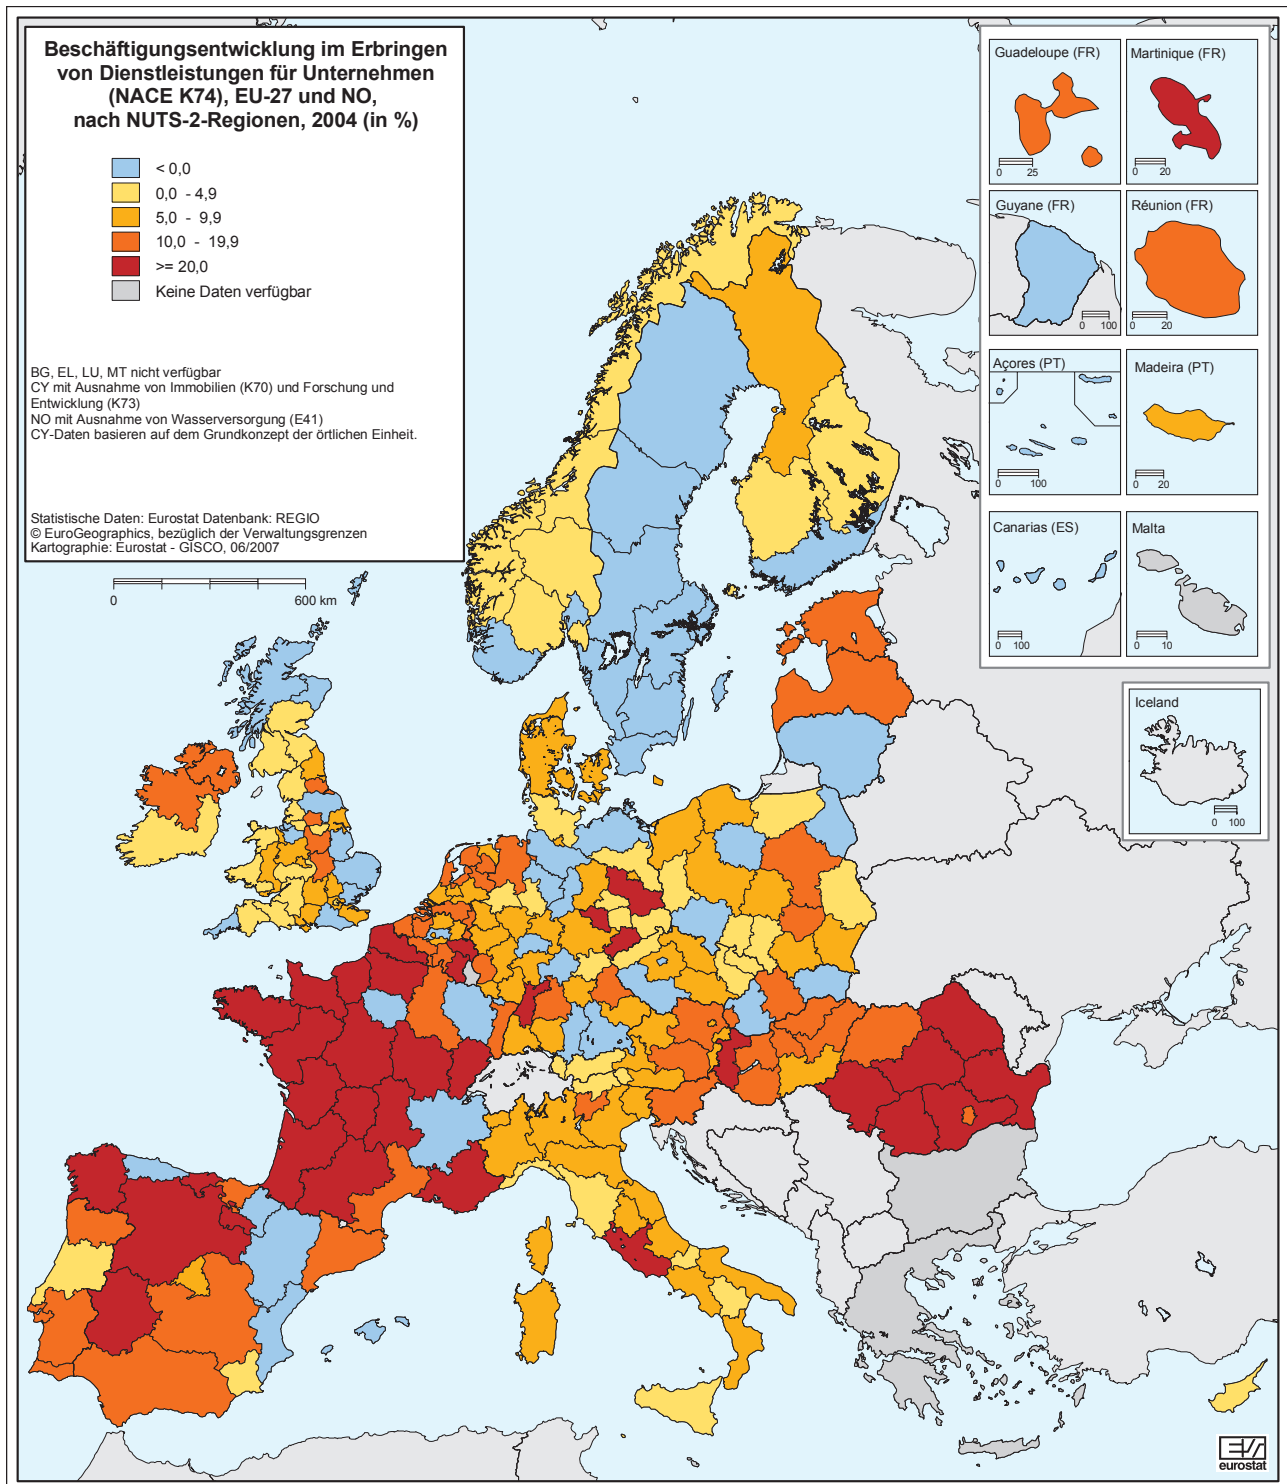 Beschäftigungsentwicklung im Erbringen
von Dienstleistungen für Unternehmen
(NACE K74), EU-27 und NO,
nach NUTS-2-Regionen, 2004 (in %)
< 0,0
0,0 - 4,9
5,0 - 9,9
10,0 - 19,9
>= 20,0
Keine Daten verfügbar
BG, EL, LU, MT nicht verfügbar
CY mit Ausnahme von Immobilien (K70) und Forschung und
Entwicklung (K73)
NO mit Ausnahme von Wasserversorgung (E41)
CY-Daten basieren auf dem Grundkonzept der örtlichen Einheit.
Statistische Daten: Eurostat Datenbank: REGIO
© EuroGeographics, bezüglich der Verwaltungsgrenzen
Kartographie: Eurostat - GISCO, 06/2007
0 600 km
Guadeloupe (FR)
0 25
Martinique (FR)
0 20
Guyane (FR)
0 100
Réunion (FR)
0 20
Açores (PT)
0 100
Madeira (PT)
0 20
Canarias (ES)
0 100
Malta
0 10
Iceland
0 100
eurostat